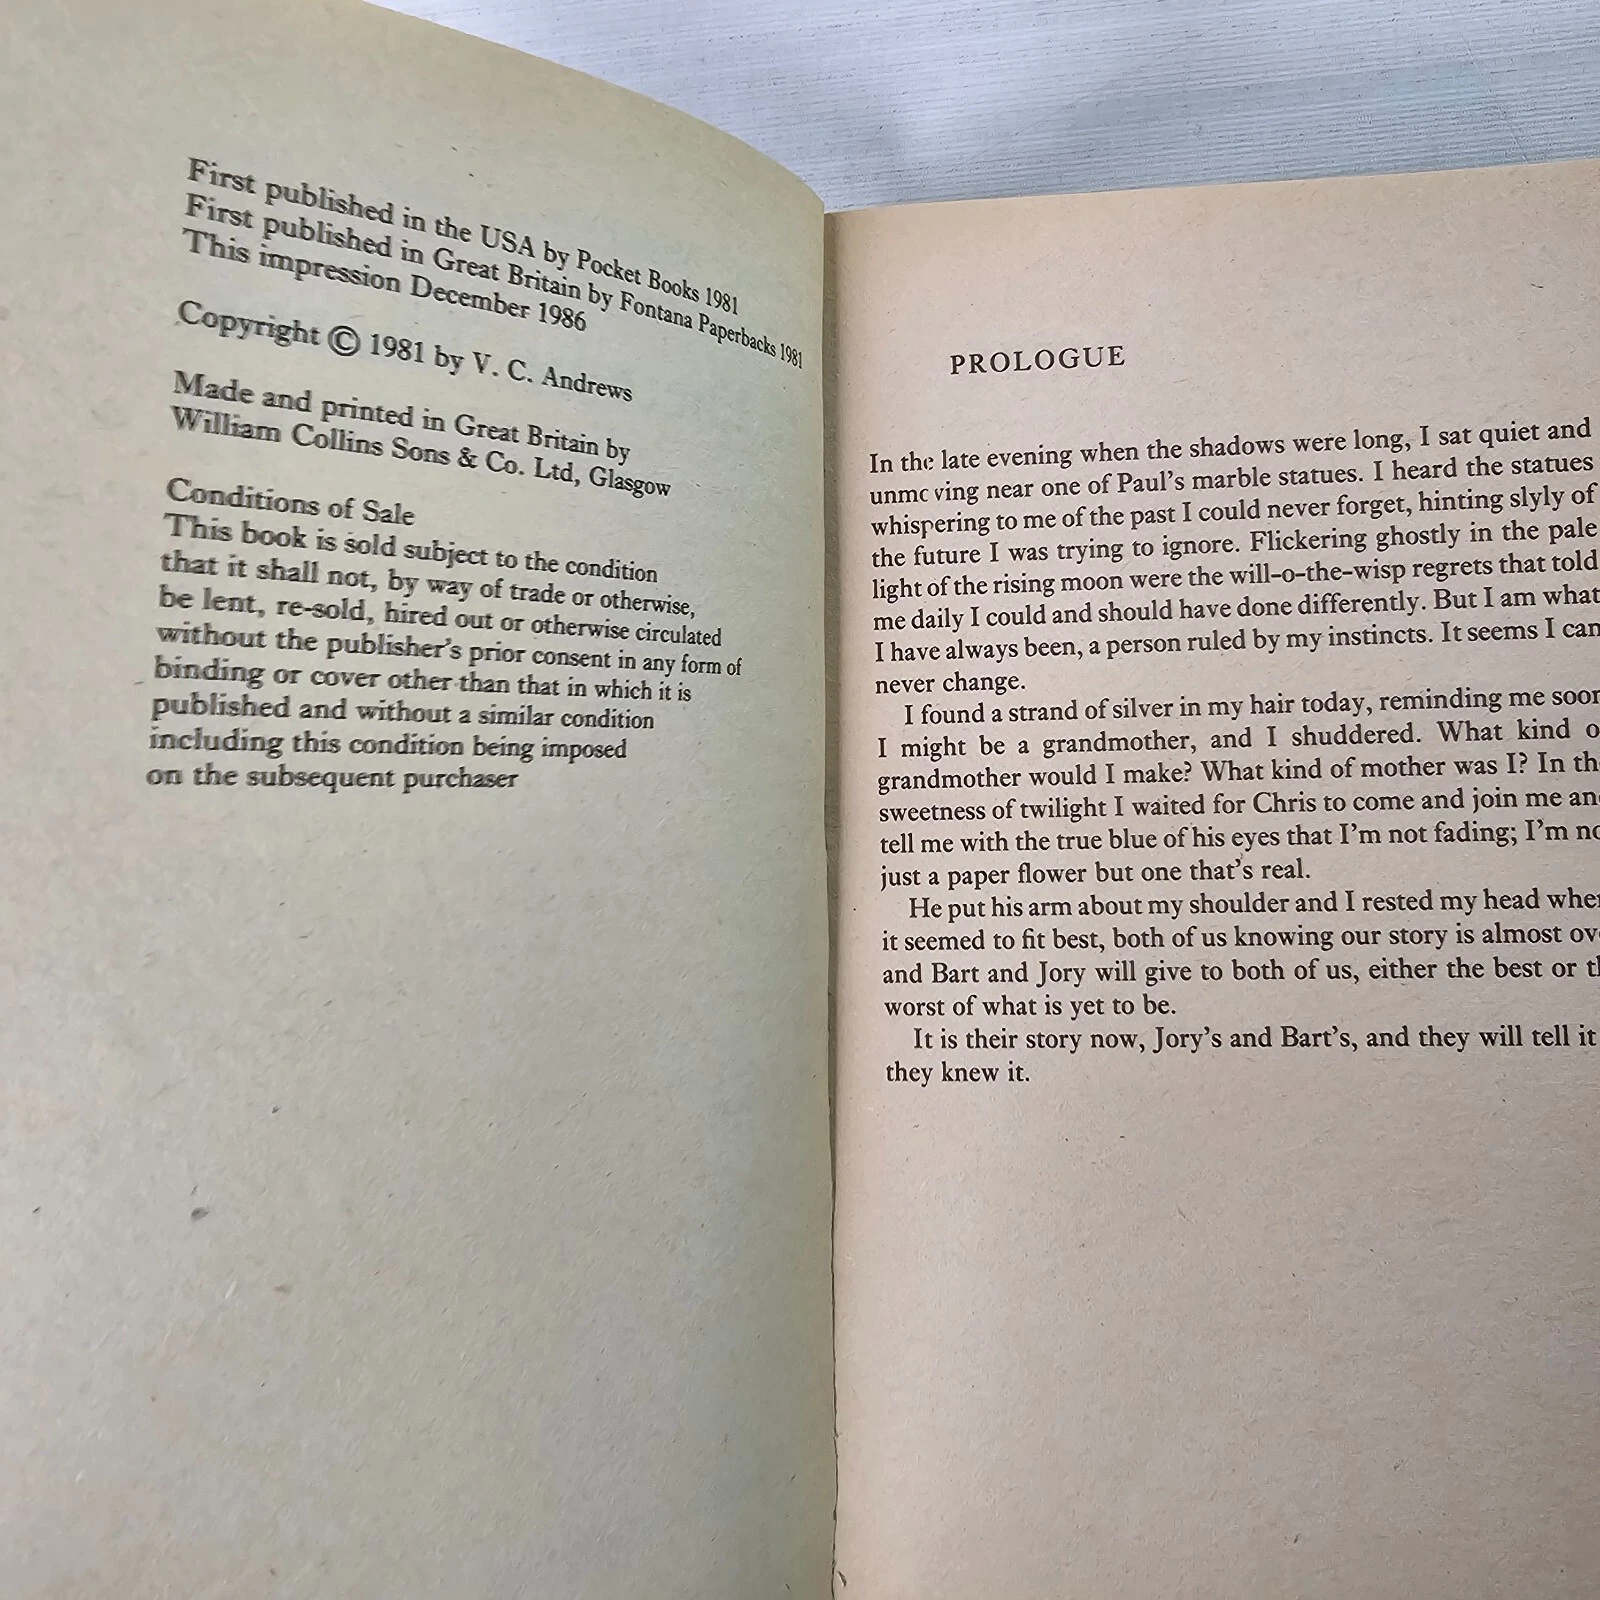 First published in the USA by Pocket Books 1981
First published in Great Britain by Fontana Paperbacks 1981
This impression December 1986
Copyright © 1981 by V. C. Andrews
Made and printed in Great Britain by
William Collins Sons & Co. Ltd, Glasgow
Conditions of Sale
This book is sold subject to the condition
that it shall not, by way of trade or otherwise,
be lent, re-sold, hired out or otherwise circulated
without the publisher's prior consent in any form of
binding or cover other than that in which it is
published and without a similar condition
including this condition being imposed
on the subsequent purchaser
PROLOGUE
In the late evening when the shadows were long, I sat quiet and
unmoving near one of Paul's marble statues. I heard the statues
whispering to me of the past I could never forget, hinting slyly of
the future I was trying to ignore. Flickering ghostly in the pale
light of the rising moon were the will-o-the-wisp regrets that told
me daily I could and should have done differently. But I am what
I have always been, a person ruled by my instincts. It seems I can
never change.
I found a strand of silver in my hair today, reminding me soon
I might be a grandmother, and I shuddered. What kind o
grandmother would I make? What kind of mother was I? In th
sweetness of twilight I waited for Chris to come and join me an
tell me with the true blue of his eyes that I'm not fading; I'm no
just a paper flower but one that's real.
He put his arm about my shoulder and I rested my head wher
it seemed to fit best, both of us knowing our story is almost ov
and Bart and Jory will give to both of us, either the best or th
worst of what is yet to be.
It is their story now, Jory's and Bart's, and they will tell it
they knew it.